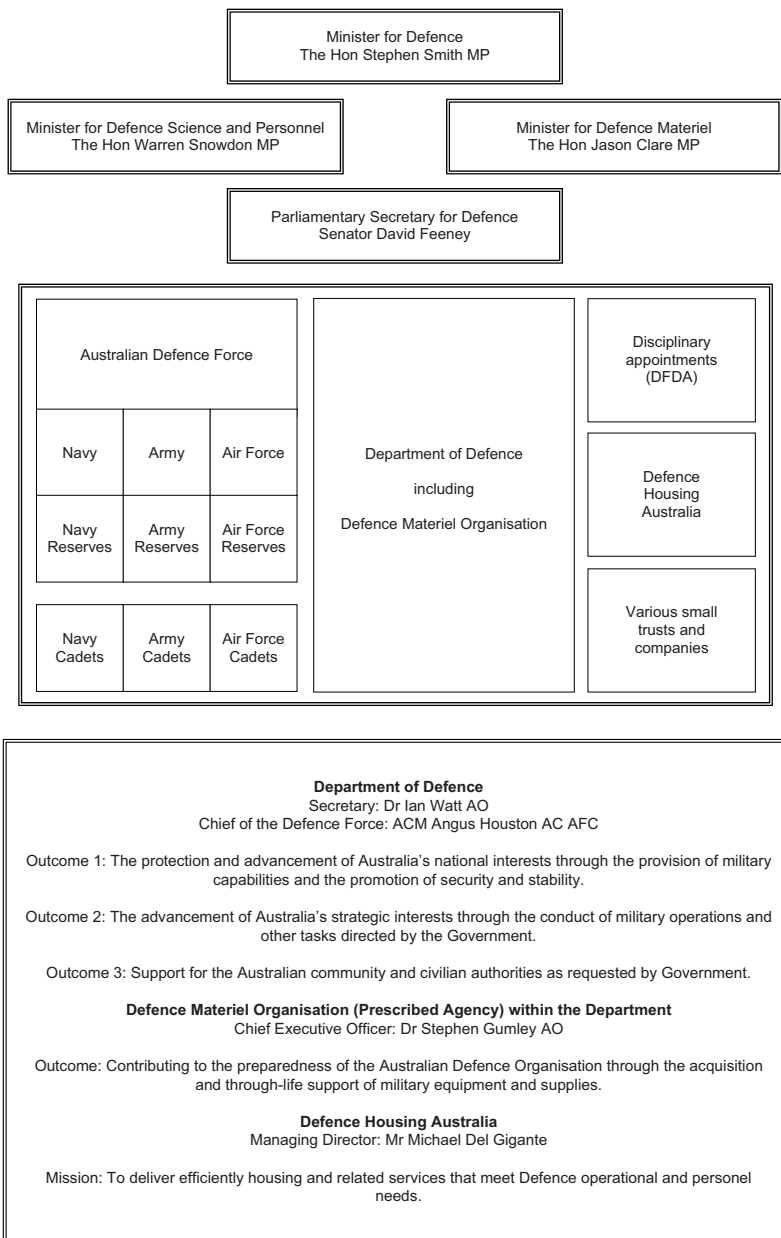 Minister for Defence
The Hon Stephen Smith MP
Minister for Defence Science and Personnel
The Hon Warren Snowdon MP
Minister for Defence Materiel
The Hon Jason Clare MP
Parliamentary Secretary for Defence
Senator David Feeney
Australian Defence Force
Navy
Army
Air Force
Navy
Reserves
Army
Reserves
Air Force
Reserves
Navy
Cadets
Army
Cadets
Air Force
Cadets
Department of Defence
including
Defence Materiel Organisation
Disciplinary
appointments
(DFDA)
Defence
Housing
Australia
Various small
trusts and
companies
Department of Defence
Secretary: Dr Ian Watt AO
Chief of the Defence Force: ACM Angus Houston AC AFC
Outcome 1: The protection and advancement of Australia's national interests through the provision of military
capabilities and the promotion of security and stability.
Outcome 2: The advancement of Australia's strategic interests through the conduct of military operations and
other tasks directed by the Government.
Outcome 3: Support for the Australian community and civilian authorities as requested by Government.
Defence Materiel Organisation (Prescribed Agency) within the Department
Chief Executive Officer: Dr Stephen Gumley AO
Outcome: Contributing to the preparedness of the Australian Defence Organisation through the acquisition
and through-life support of military equipment and supplies.
Defence Housing Australia
Managing Director: Mr Michael Del Gigante
Mission: To deliver efficiently housing and related services that meet Defence operational and personel
needs.